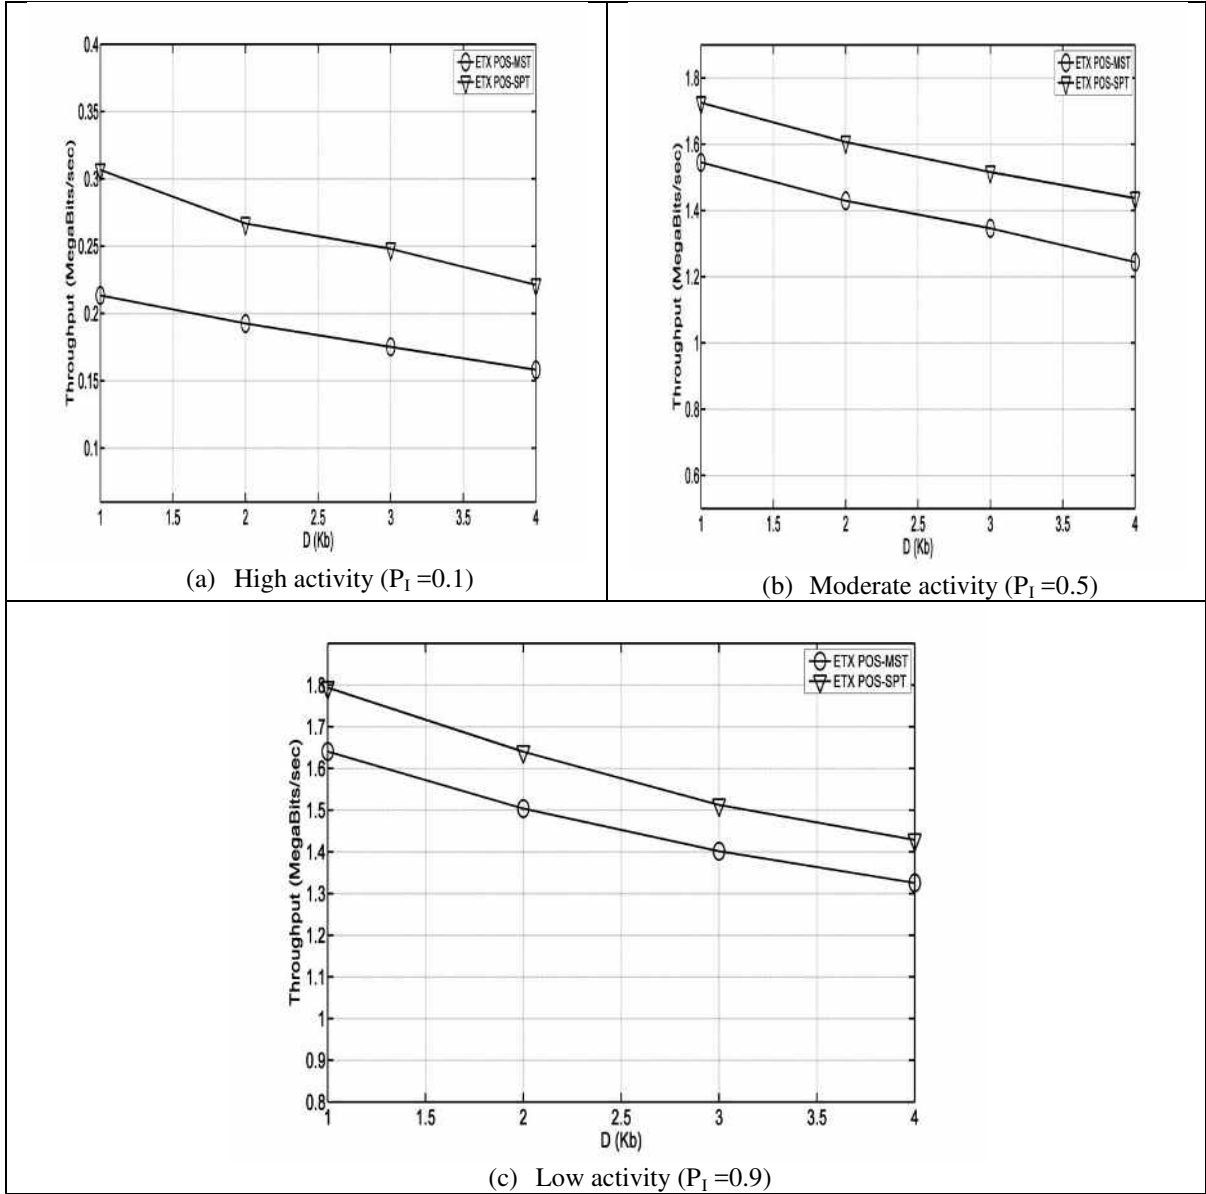 0.4
0.35
0.3
0.25
0.2
0.15
0.1
Throughput (MegaBits/sec)
ETX POS-MST
ETX POS-SPT
1 1.5 2 2.5 3 3.5 4
D (Kb)
(a) High activity (P_I =0.1)
1.8
1.6
1.4
1.2
1
0.8
0.6
Throughput (MegaBits/sec)
ETX POS-MST
ETX POS-SPT
1 1.5 2 2.5 3 3.5 4
D (Kb)
(b) Moderate activity (P_I =0.5)
1.8
1.7
1.6
1.5
1.4
1.3
1.2
1.1
1
0.9
0.8
Throughput (MegaBits/sec)
ETX POS-MST
ETX POS-SPT
1 1.5 2 2.5 3 3.5 4
D (Kb)
(c) Low activity (P_I =0.9)